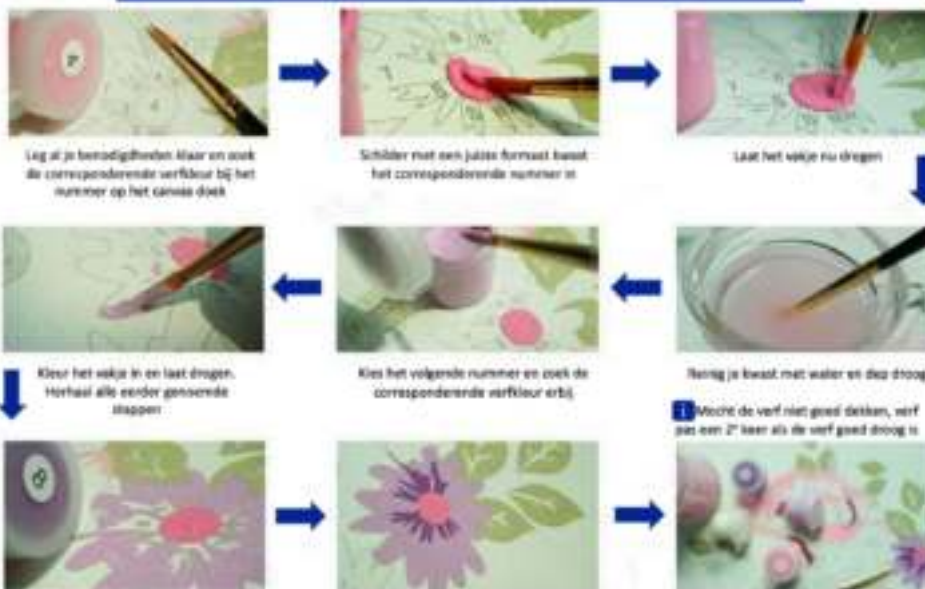 Leg al je benodigdheden klaar en zoek
de corresponderende verfkleur bij het
nummer op het canvas doek
Schilder met een juiste formaat kwast
het corresponderende nummer in
Laat het vakje nu drogen
Kleur het vakje in en laat drogen.
Herhaal alle eerder genoemde
stappen
Kies het volgende nummer en zoek de
corresponderende verfkleur erbij
Reinig je kwast met water en dep droog
i Mocht de verf niet goed dekken, verf
pas een 2e keer als de verf goed droog is
8